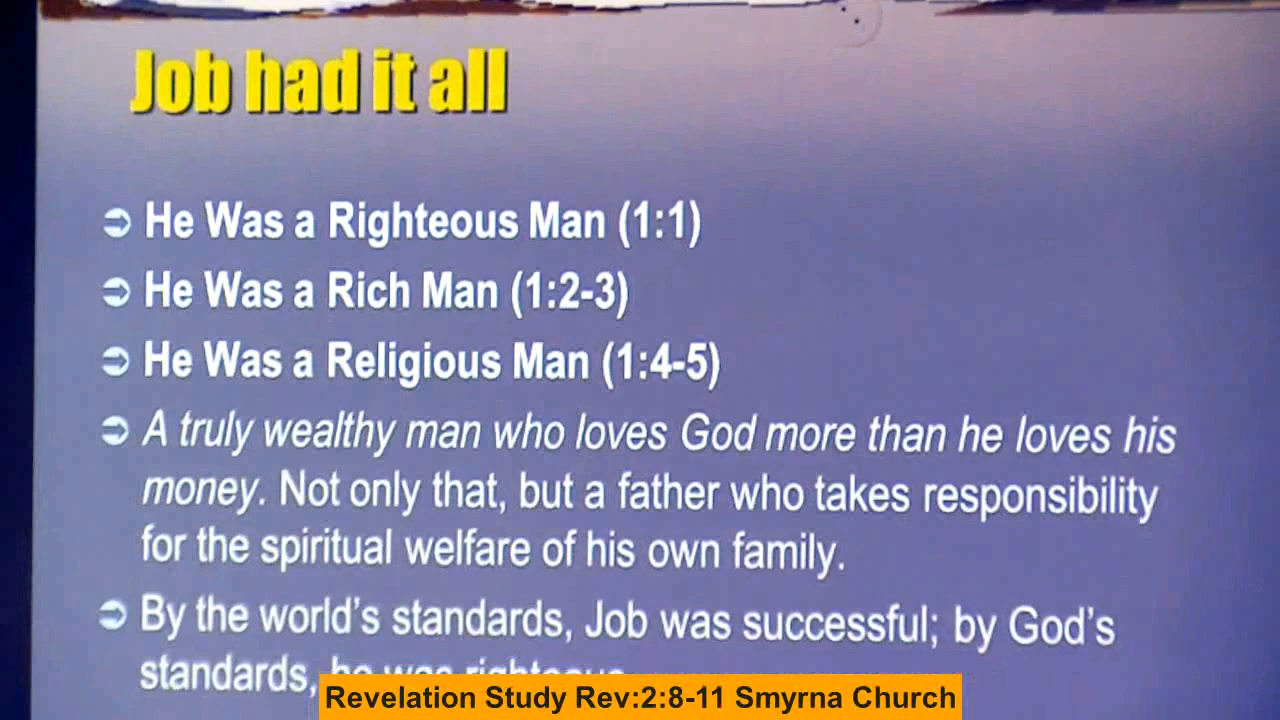 Job had it all
He Was a Righteous Man (1:1)
He Was a Rich Man (1:2-3)
He Was a Religious Man (1:4-5)
A truly wealthy man who loves God more than he loves his
money. Not only that, but a father who takes responsibility
for the spiritual welfare of his own family.
By the world's standards, Job was successful; by God's
standards, he was righteous
Revelation Study Rev:2:8-11 Smyrna Church